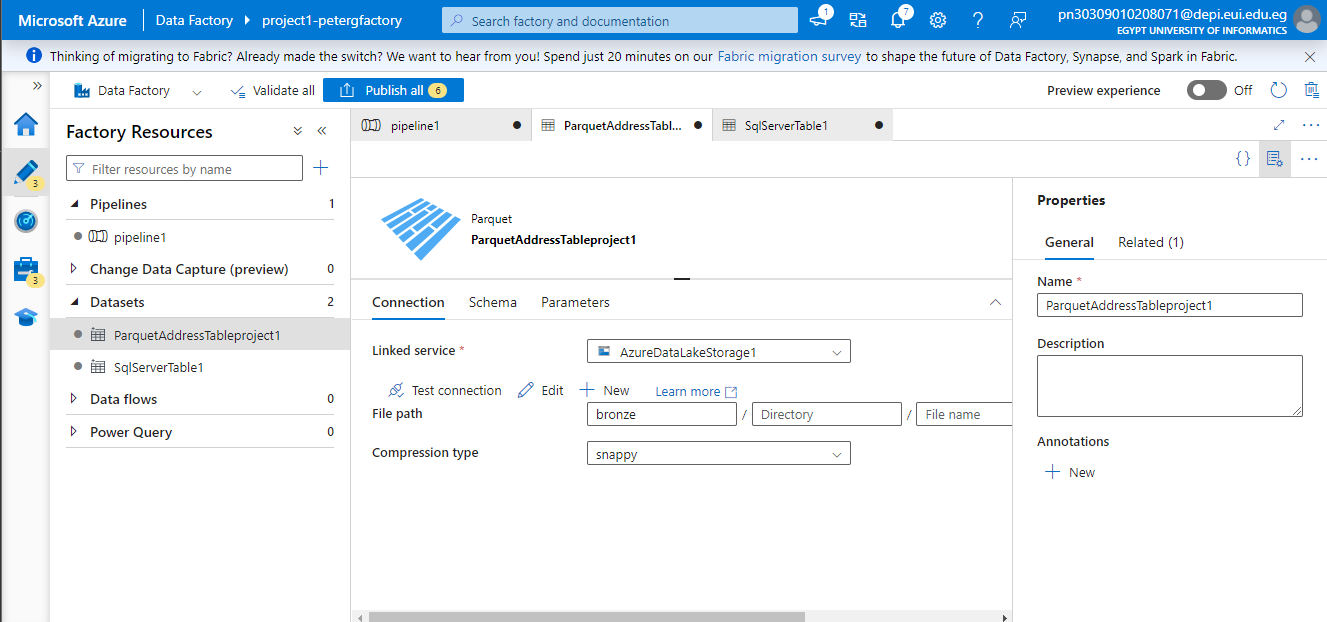 Microsoft Azure
Data Factory
project1-petergfactory
Search factory and documentation
1
7
pn30309010208071@depi.eui.edu.eg
EGYPT UNIVERSITY OF INFORMATICS
Thinking of migrating to Fabric? Already made the switch? We want to hear from you! Spend just 20 minutes on our Fabric migration survey to shape the future of Data Factory, Synapse, and Spark in Fabric.
Data Factory
Validate all
Publish all 6
Preview experience
Off
3
3
Factory Resources
Filter resources by name
Pipelines 1
pipeline1
Change Data Capture (preview) 0
Datasets 2
ParquetAddressTableproject1
SqlServerTable1
Data flows 0
Power Query 0
pipeline1
ParquetAddressTabl...
SqlServerTable1
Parquet
ParquetAddressTableproject1
Connection
Schema
Parameters
Linked service *
AzureDataLakeStorage1
Test connection
Edit
New
Learn more
File path
bronze / Directory / File name
Compression type
snappy
Properties
General
Related (1)
Name *
ParquetAddressTableproject1
Description
Annotations
New